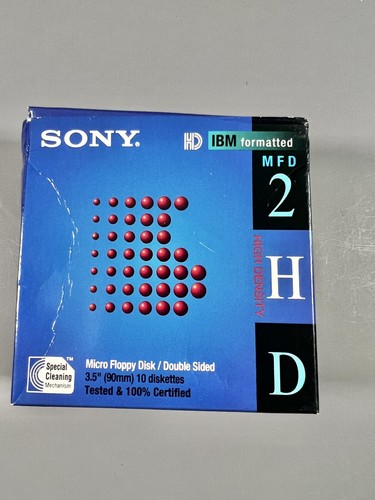 SONY.
HD IBM formatted
MFD
2
HIGH DENSITY
H
D
Special
Cleaning
Mechanism
TM
Micro Floppy Disk / Double Sided
3.5" (90mm) 10 diskettes
Tested & 100% Certified